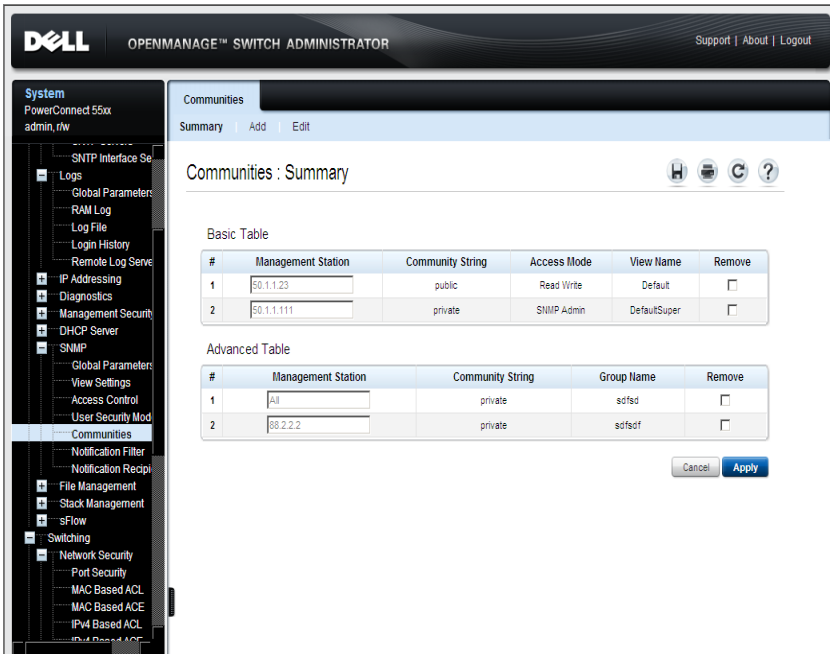 DELL
OPENMANAGE™ SWITCH ADMINISTRATOR
Support | About | Logout
System
PowerConnect 55xx
admin, r/w
SNTP Interface Se
Logs
Global Parameters
RAM Log
Log File
Login History
Remote Log Serve
IP Addressing
Diagnostics
Management Security
DHCP Server
SNMP
Global Parameters
View Settings
Access Control
User Security Mod
Communities
Notification Filter
Notification Recipi
File Management
Stack Management
sFlow
Switching
Network Security
Port Security
MAC Based ACL
MAC Based ACE
IPv4 Based ACL
IPv4 Based ACE
Communities
Summary | Add | Edit
Communities : Summary
Basic Table
# Management Station Community String Access Mode View Name Remove
1 50.1.1.23 public Read Write Default
2 50.1.1.111 private SNMP Admin DefaultSuper
Advanced Table
# Management Station Community String Group Name Remove
1 All private sdfsd
2 88.2.2.2 private sdfsdf
Cancel Apply